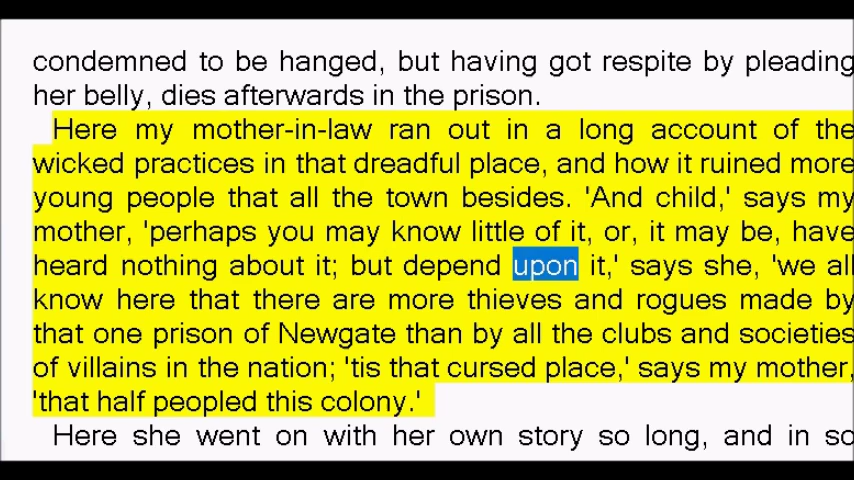 condemned to be hanged, but having got respite by pleading
her belly, dies afterwards in the prison.
Here my mother-in-law ran out in a long account of the
wicked practices in that dreadful place, and how it ruined more
young people that all the town besides. 'And child,' says my
mother, 'perhaps you may know little of it, or, it may be, have
heard nothing about it; but depend upon it,' says she, 'we all
know here that there are more thieves and rogues made by
that one prison of Newgate than by all the clubs and societies
of villains in the nation; 'tis that cursed place,' says my mother,
'that half peopled this colony.'
Here she went on with her own story so long, and in so